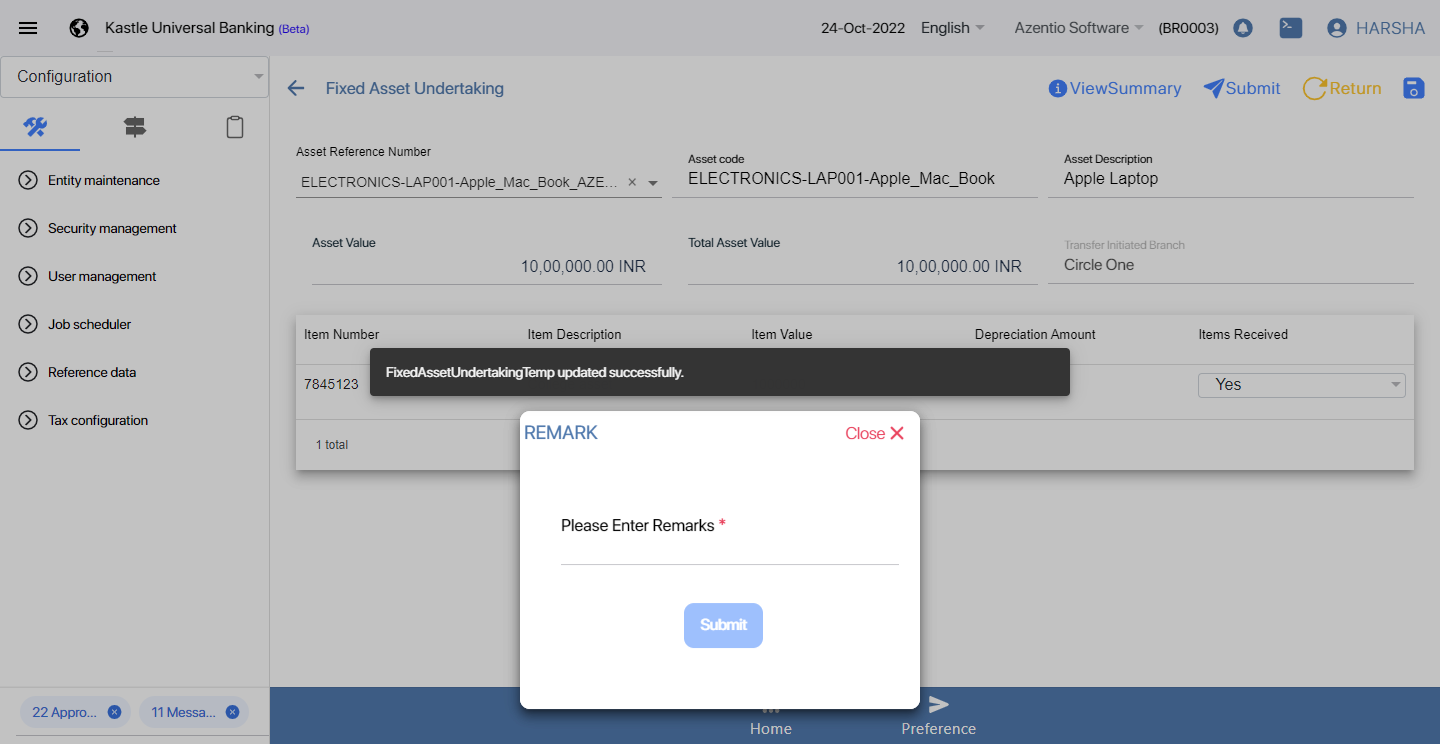 Kastle Universal Banking (Beta)
24-Oct-2022 English Azentio Software (BR0003) HARSHA
Configuration
Entity maintenance
Security management
User management
Job scheduler
Reference data
Tax configuration
22 Appro...
11 Messa...
Fixed Asset Undertaking
ViewSummary Submit Return
Asset Reference Number
ELECTRONICS-LAP001-Apple_Mac_Book_AZE...
Asset code
ELECTRONICS-LAP001-Apple_Mac_Book
Asset Description
Apple Laptop
Asset Value
10,00,000.00 INR
Total Asset Value
10,00,000.00 INR
Transfer Initiated Branch
Circle One
Item Number Item Description Item Value Depreciation Amount Items Received
7845123 Yes
1 total
FixedAssetUndertakingTemp updated successfully.
REMARK Close
Please Enter Remarks *
Submit
Home Preference